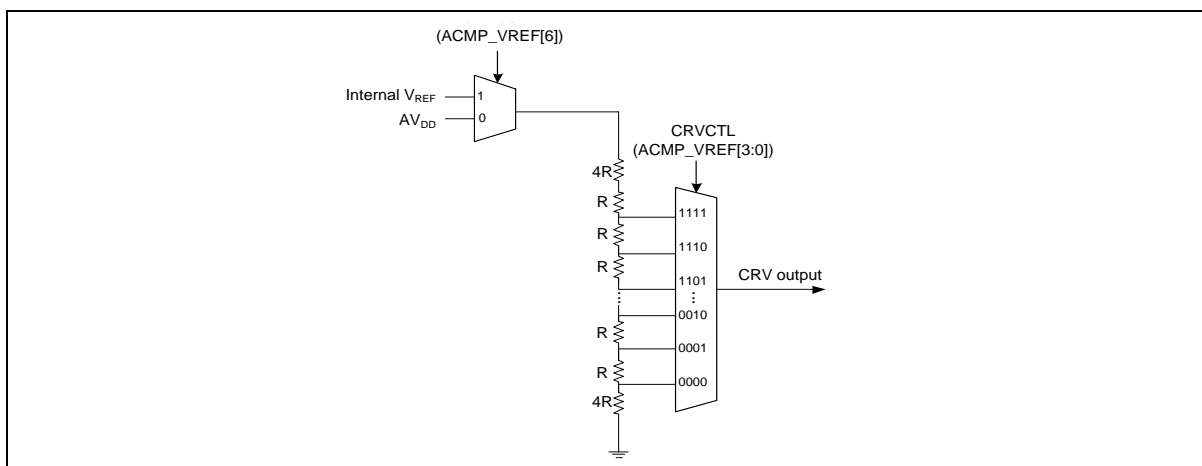 (ACMP_VREF[6])
Internal VREF
1
AVDD
0
CRVCTL
(ACMP_VREF[3:0])
4R
R
1111
R
1110
R
1101
CRV output
0010
R
0001
R
0000
4R